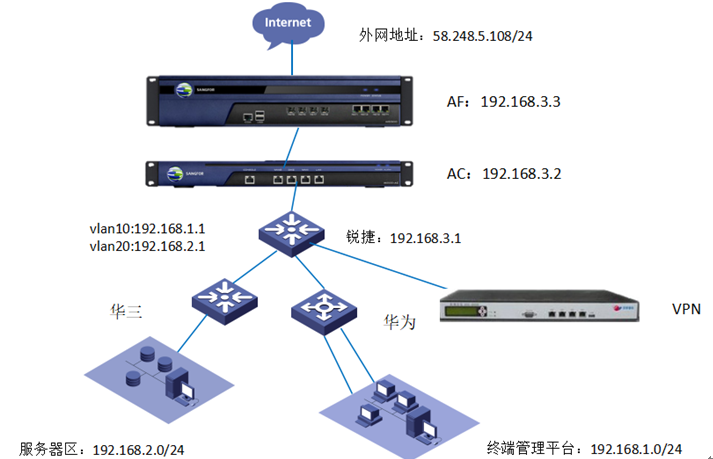 Internet
外网地址：58.248.5.108/24
SANGFOR
AF：192.168.3.3
SANGFOR
AC：192.168.3.2
vlan10:192.168.1.1
vlan20:192.168.2.1
锐捷：192.168.3.1
华三
华为
VPN
服务器区：192.168.2.0/24
终端管理平台：192.168.1.0/24